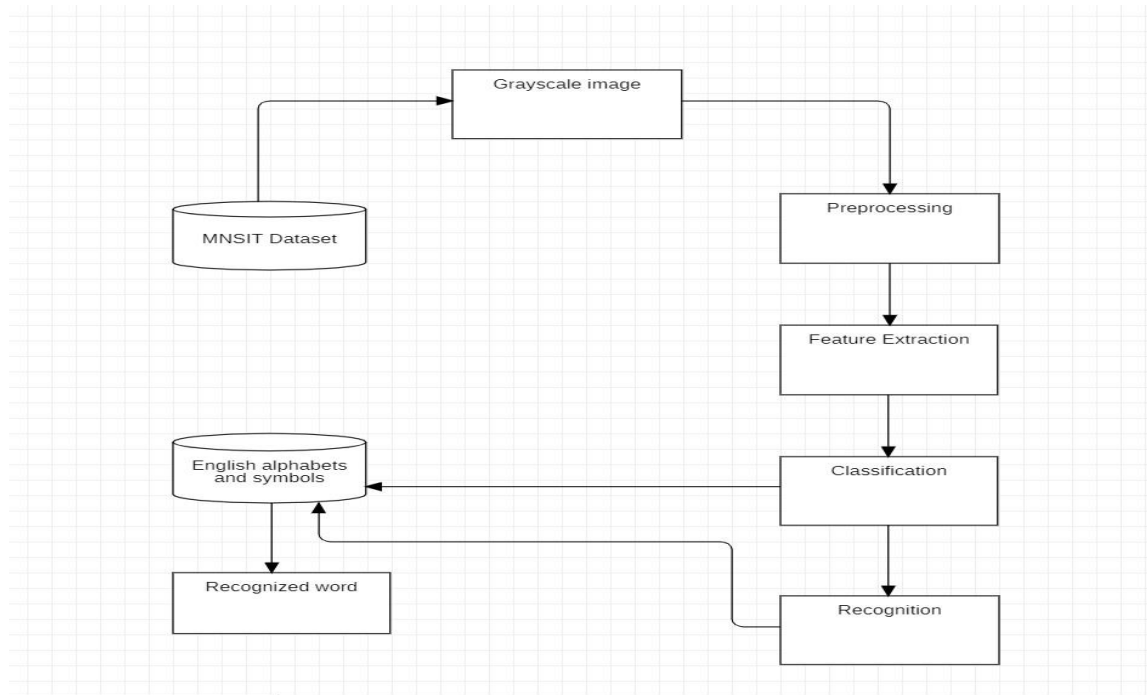 Grayscale image
MNSIT Dataset
Preprocessing
Feature Extraction
English alphabets
and symbols
Classification
Recognized word
Recognition